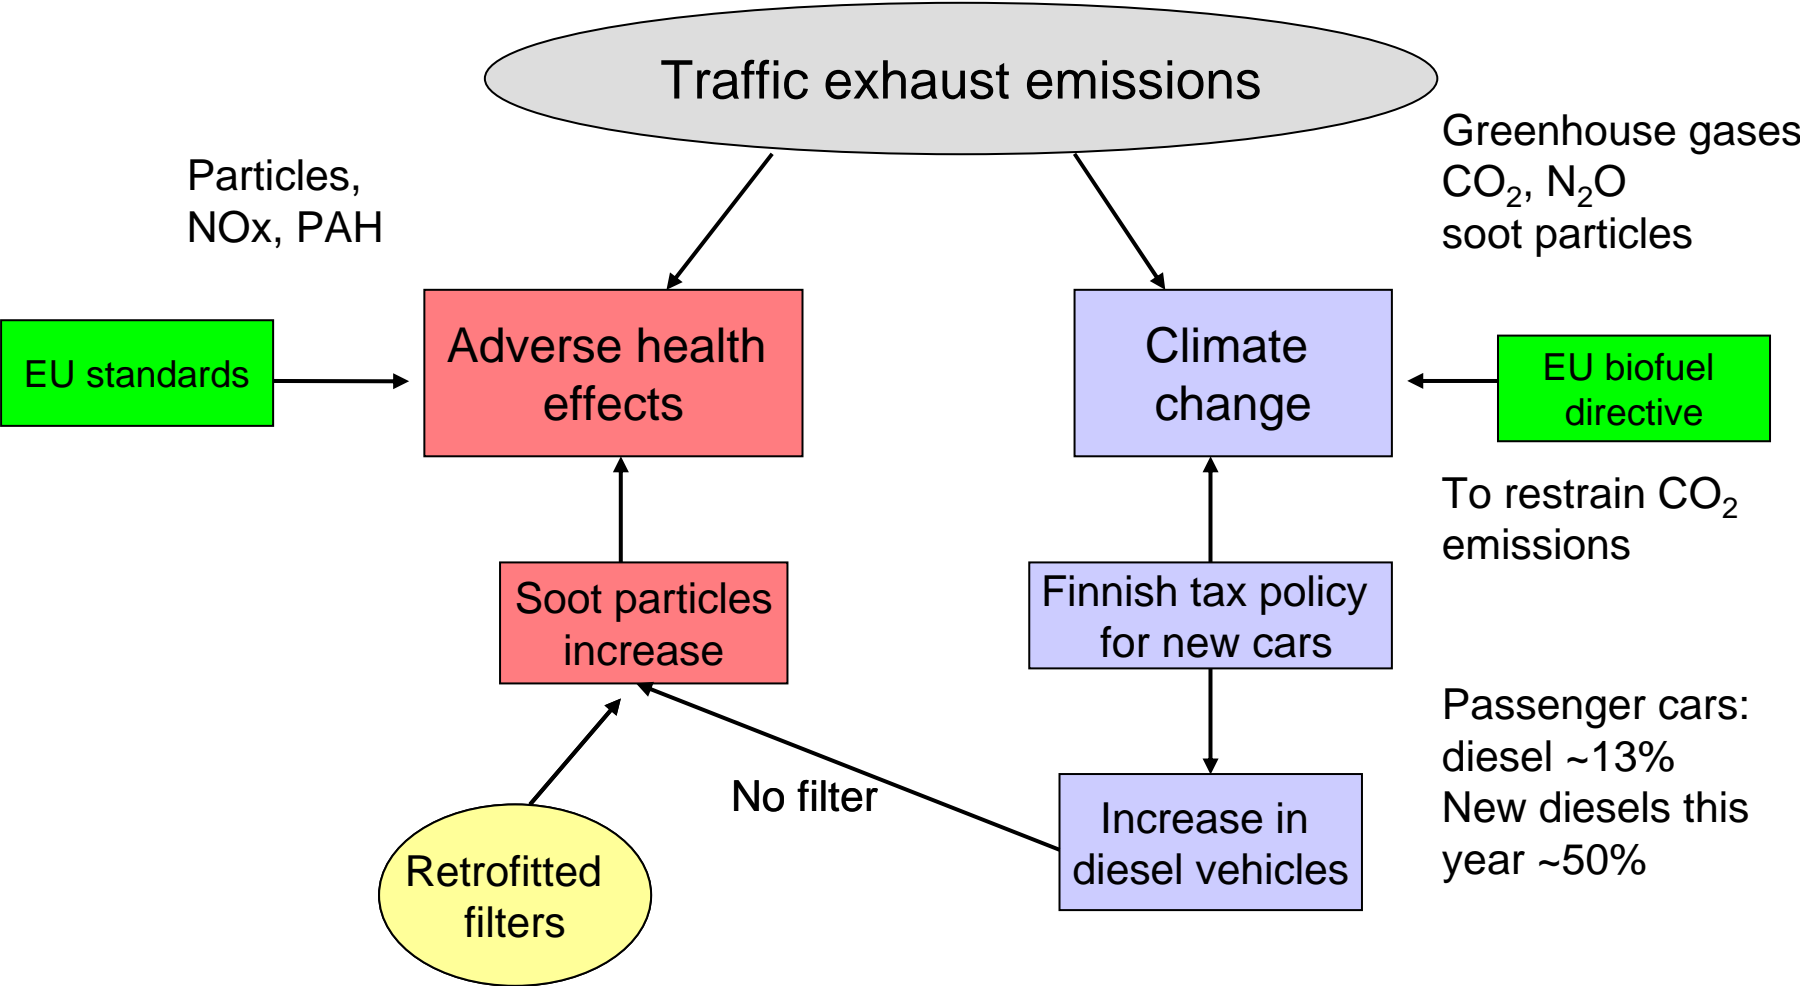 Traffic exhaust emissions
Greenhouse gases
CO₂, N₂O
soot particles
Particles,
NOx, PAH
EU standards
Adverse health
effects
Climate
change
EU biofuel
directive
To restrain CO₂
emissions
Soot particles
increase
Finnish tax policy
for new cars
Passenger cars:
diesel ~13%
New diesels this
year ~50%
No filter
Increase in
diesel vehicles
Retrofitted
filters